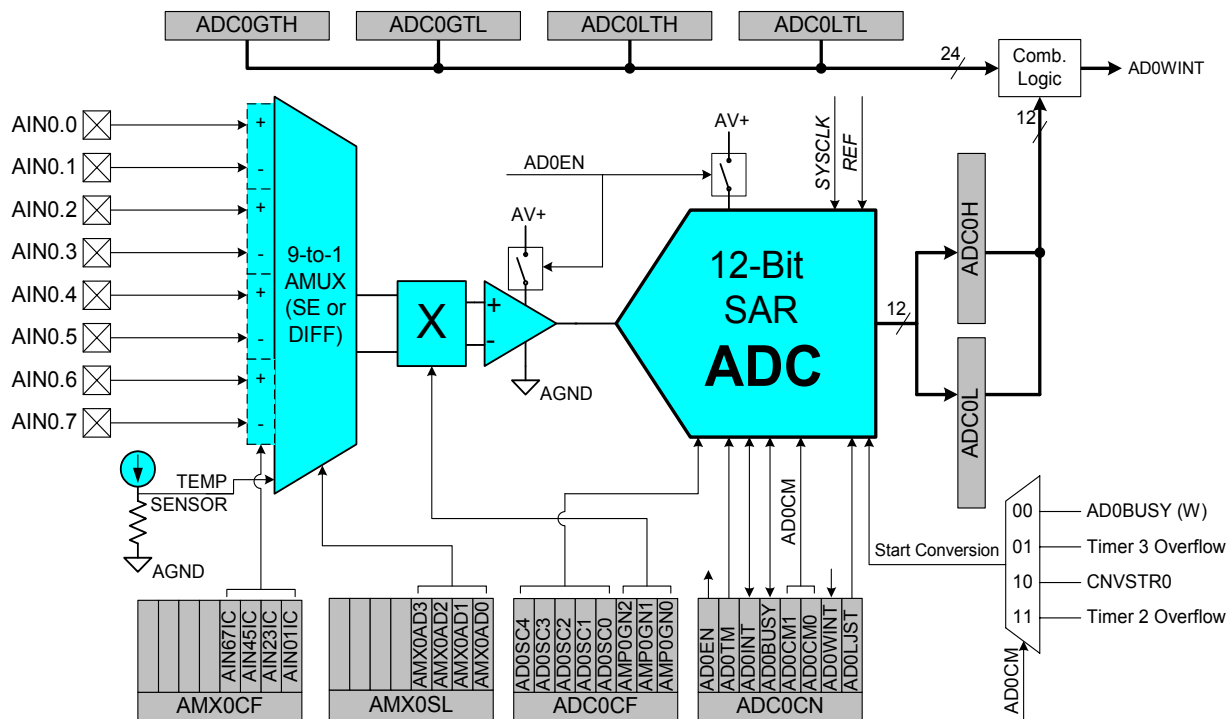 ADC0GTH
ADC0GTL
ADC0LTH
ADC0LTL
24
Comb.
Logic
AD0WINT
12
AIN0.0
AIN0.1
AIN0.2
AIN0.3
AIN0.4
AIN0.5
AIN0.6
AIN0.7
+
-
+
-
+
-
+
-
9-to-1
AMUX
(SE or
DIFF)
TEMP
SENSOR
AGND
X
+
-
AV+
AGND
AD0EN
AV+
SYSCLK
REF
12-Bit
SAR
ADC
12
ADC0H
ADC0L
Start Conversion
00
AD0BUSY (W)
01
Timer 3 Overflow
10
CNVSTR0
11
Timer 2 Overflow
AD0CM
AD0CM
AIN67IC
AIN45IC
AIN23IC
AIN01IC
AMX0CF
AMX0AD3
AMX0AD2
AMX0AD1
AMX0AD0
AMX0SL
AD0SC4
AD0SC3
AD0SC2
AD0SC1
AD0SC0
AMP0GN2
AMP0GN1
AMP0GN0
ADC0CF
AD0EN
AD0TM
AD0INT
AD0BUSY
AD0CM1
AD0CM0
AD0WINT
AD0LJST
ADC0CN